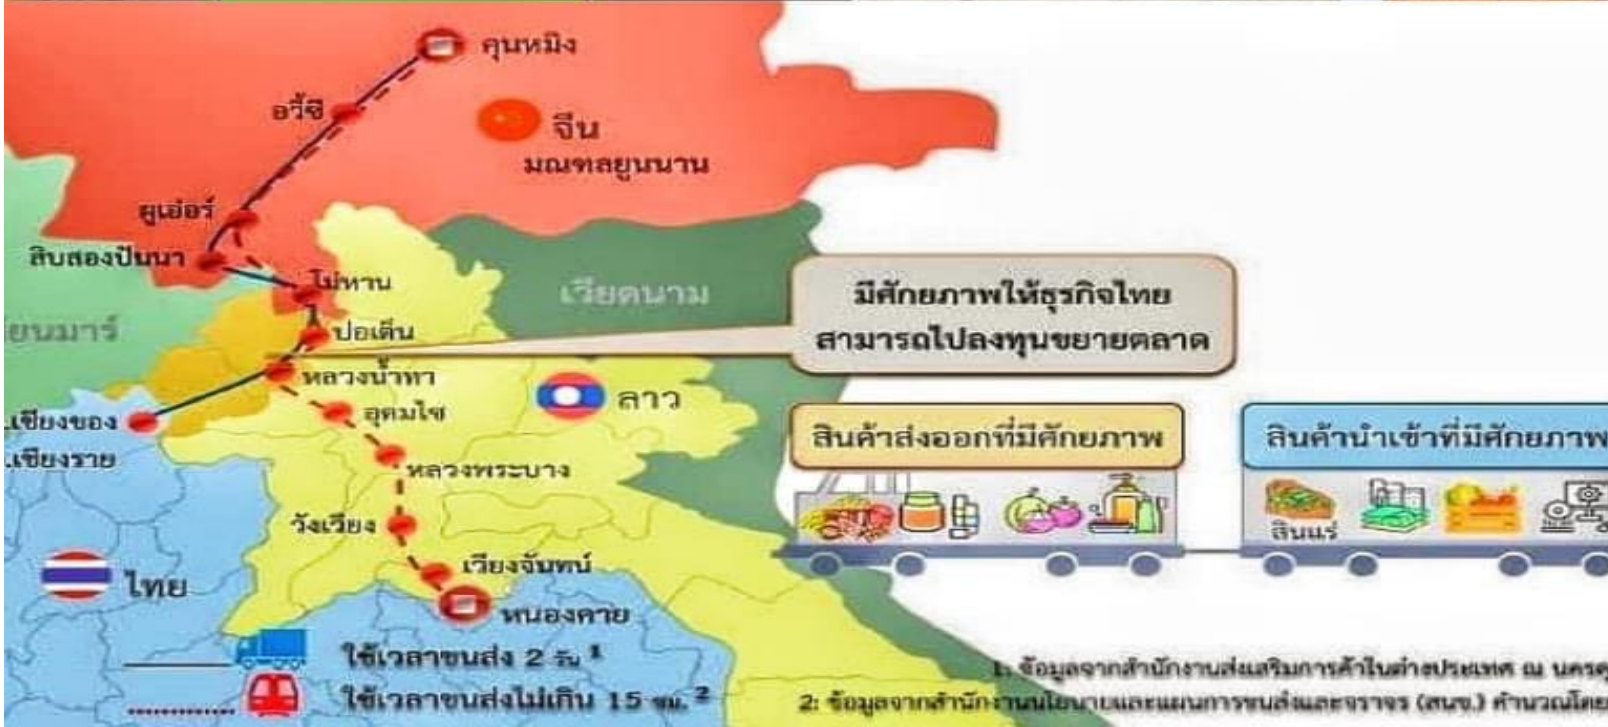 คุนหมิง
อวี้ซี
จีน
มณฑลยูนนาน
ผูเอ่อร์
สิบสองปันนา
โม่หาน
เวียดนาม
มีศักยภาพให้ธุรกิจไทย
สามารถไปลงทุนขยายตลาด
ยนมาร์
บ่อเต็น
หลวงน้ำทา
ลาว
อุดมไซ
.เชียงของ
.เชียงราย
สินค้าส่งออกที่มีศักยภาพ
สินค้านำเข้าที่มีศักยภาพ
หลวงพระบาง
วังเวียง
สินแร่
เวียงจันทน์
ไทย
หนองคาย
ใช้เวลาขนส่ง 2 วัน 1
ใช้เวลาขนส่งไม่เกิน 15 ชม. 2
1: ข้อมูลจากสำนักงานส่งเสริมการค้าในต่างประเทศ ณ นครคุ
2: ข้อมูลจากสำนักงานนโยบายและแผนการขนส่งและจราจร (สนข.) คำนวณโดย